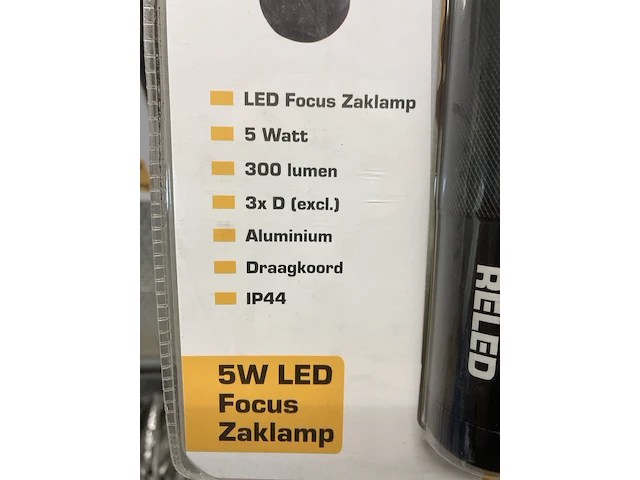 LED Focus Zaklamp
5 Watt
300 lumen
3x D (excl.)
Aluminium
Draagkoord
IP44
RELED
5W LED
Focus
Zaklamp